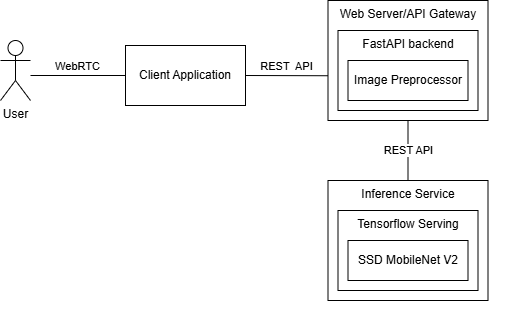 Web Server/API Gateway
FastAPI backend
WebRTC
Client Application
REST API
Image Preprocessor
User
REST API
Inference Service
Tensorflow Serving
SSD MobileNet V2